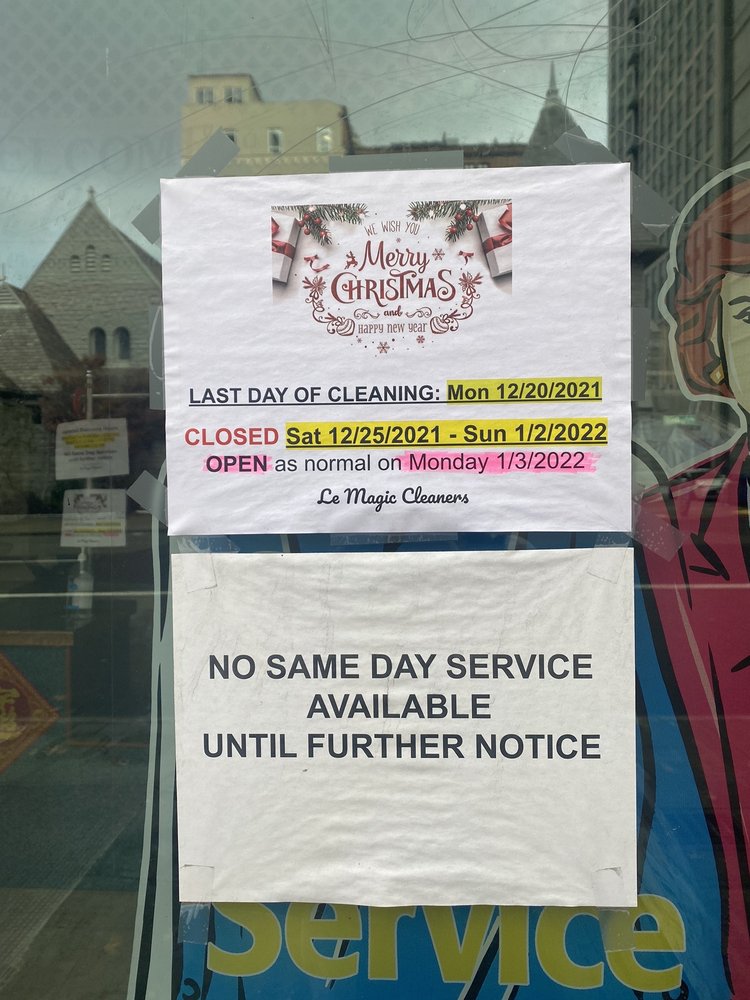 WE WISH YOU
Merry
CHRISTMAS
and
HAPPY NEW YEAR
LAST DAY OF CLEANING: Mon 12/20/2021
CLOSED Sat 12/25/2021 - Sun 1/2/2022
OPEN as normal on Monday 1/3/2022
Le Magic Cleaners
NO SAME DAY SERVICE
AVAILABLE
UNTIL FURTHER NOTICE
Service